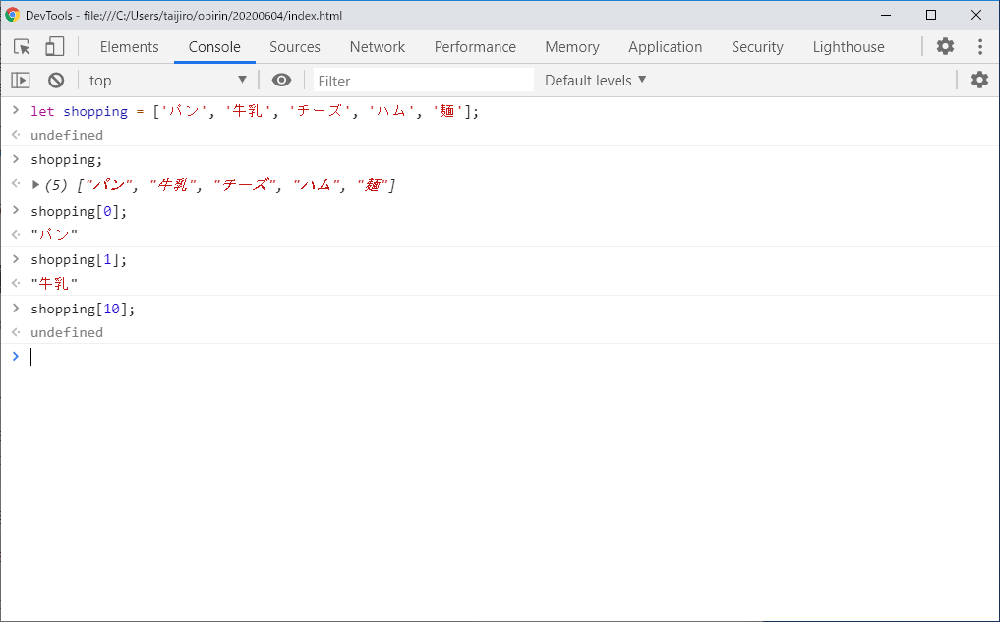 DevTools - file:///C:/Users/taijiro/obirin/20200604/index.html
Elements Console Sources Network Performance Memory Application Security Lighthouse
top Filter Default levels
let shopping = ['パン', '牛乳', 'チーズ', 'ハム', '麺'];
undefined
shopping;
(5) ["パン", "牛乳", "チーズ", "ハム", "麺"]
shopping[0];
"パン"
shopping[1];
"牛乳"
shopping[10];
undefined